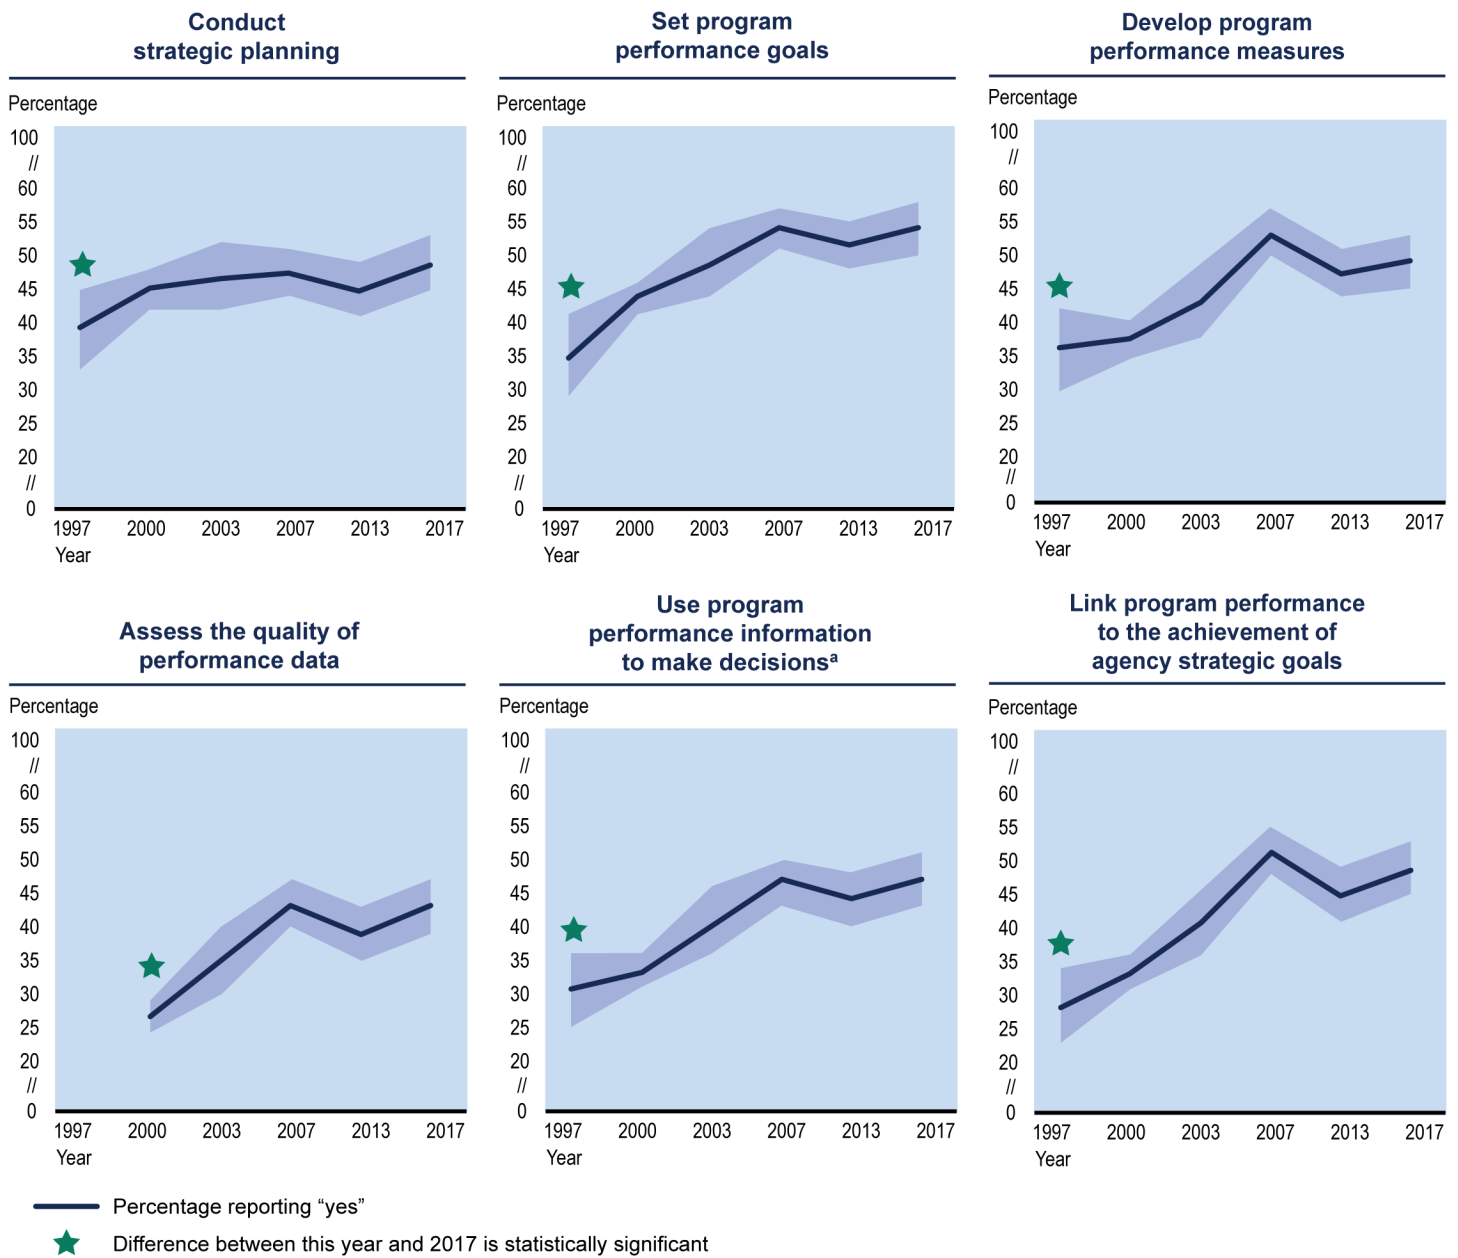 Conduct
strategic planning
Percentage
100
//
60
55
50
45
40
35
30
25
20
//
0
1997 2000 2003 2007 2013 2017
Year
Set program
performance goals
Percentage
100
//
60
55
50
45
40
35
30
25
20
//
0
1997 2000 2003 2007 2013 2017
Year
Develop program
performance measures
Percentage
100
//
60
55
50
45
40
35
30
25
20
//
0
1997 2000 2003 2007 2013 2017
Year
Assess the quality of
performance data
Percentage
100
//
60
55
50
45
40
35
30
25
20
//
0
1997 2000 2003 2007 2013 2017
Year
Use program
performance information
to make decisionsᵃ
Percentage
100
//
60
55
50
45
40
35
30
25
20
//
0
1997 2000 2003 2007 2013 2017
Year
Link program performance
to the achievement of
agency strategic goals
Percentage
100
//
60
55
50
45
40
35
30
25
20
//
0
1997 2000 2003 2007 2013 2017
Year
Percentage reporting “yes”
Difference between this year and 2017 is statistically significant